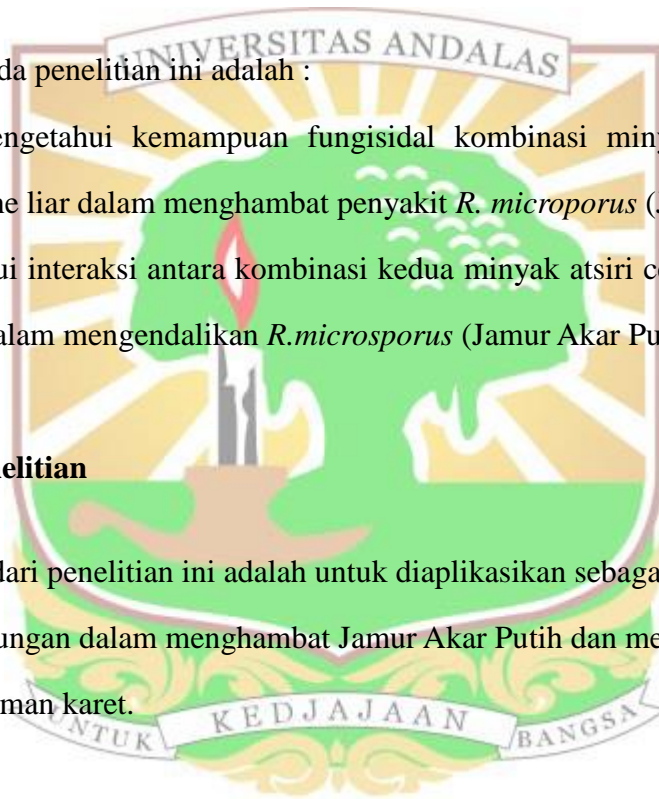 UNIVERSITAS ANDALAS
da penelitian ini adalah :
engetahui kemampuan fungisidal kombinasi miny
ne liar dalam menghambat penyakit R. microporus (J
ui interaksi antara kombinasi kedua minyak atsiri c
alam mengendalikan R.microsporus (Jamur Akar Pu
nelitian
dari penelitian ini adalah untuk diaplikasikan sebaga
ungan dalam menghambat Jamur Akar Putih dan me
man karet.
UNTUK KEDJAJAAN BANGSA